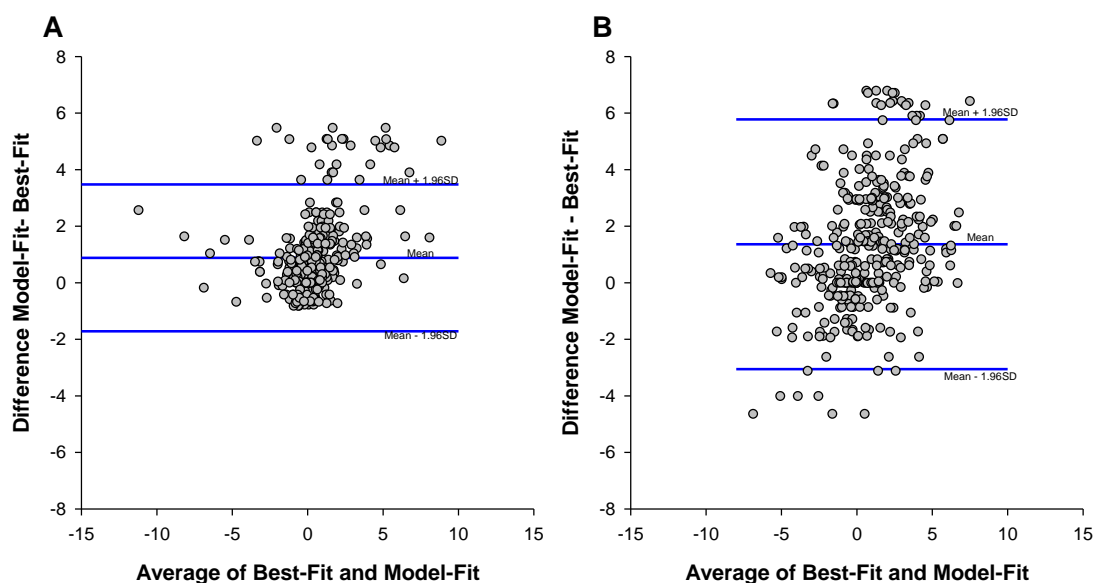 A
8
6
4
2
0
-2
-4
-6
-8
Difference Model-Fit- Best-Fit
Mean + 1.96SD
Mean
Mean - 1.96SD
-15 -10 -5 0 5 10 15
Average of Best-Fit and Model-Fit
B
8
6
4
2
0
-2
-4
-6
-8
Difference Model-Fit - Best-Fit
Mean + 1.96SD
Mean
Mean - 1.96SD
-15 -10 -5 0 5 10 15
Average of Best-Fit and Model-Fit